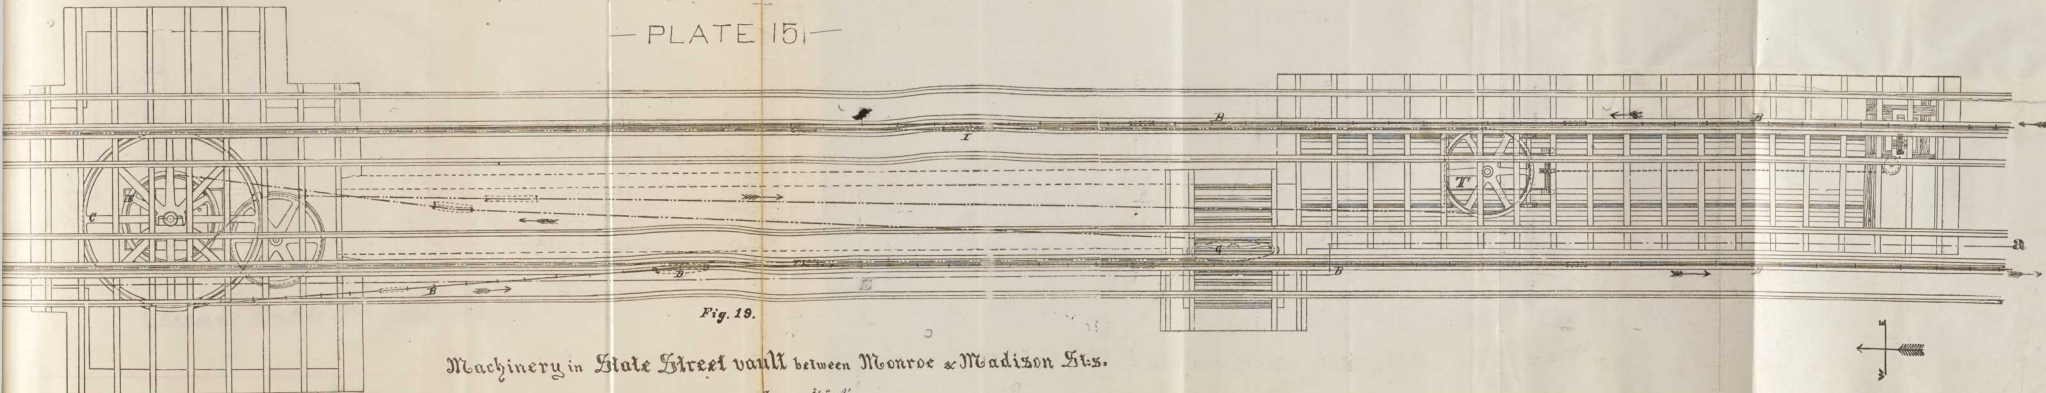 — PLATE 15 —
B
B
I
T
C
H
G
a
D
B
B
E
Fig. 19.
E
W
Machinery in State Street vault between Monroe & Madison Sts.